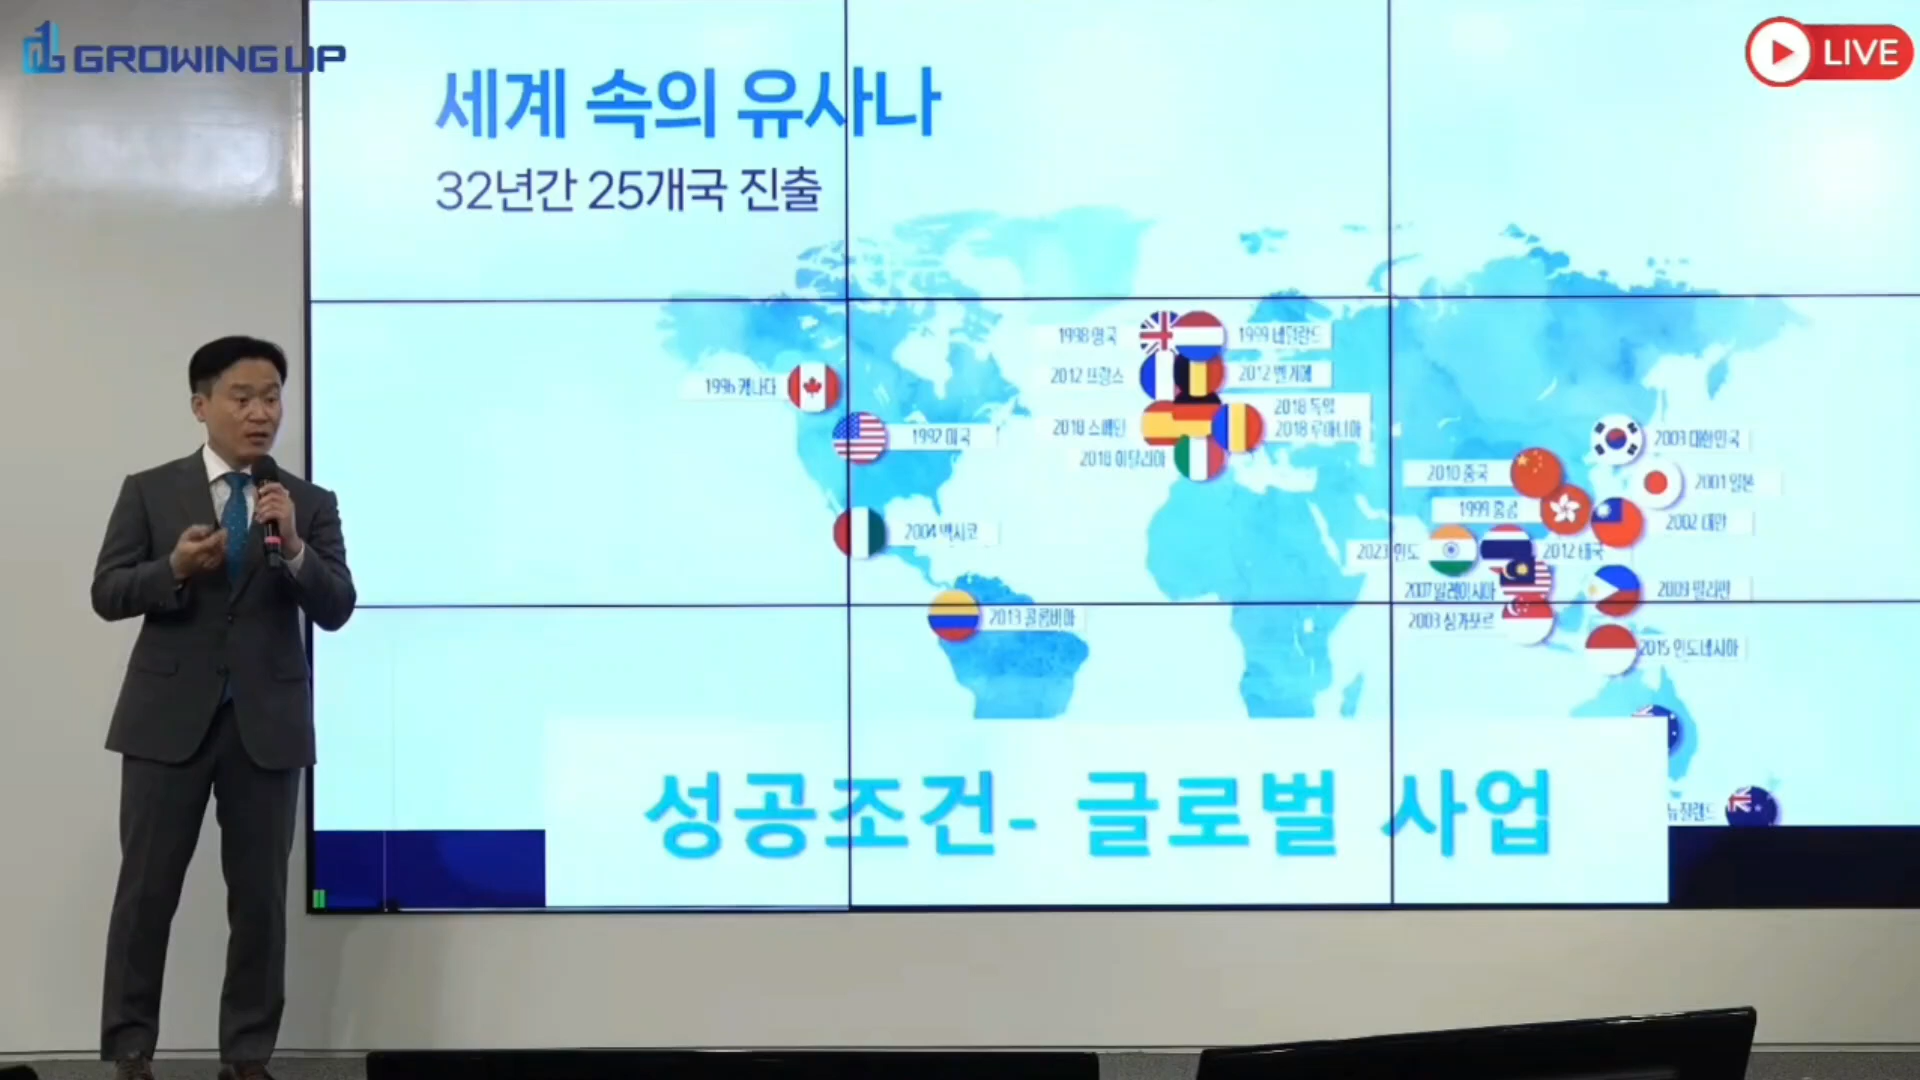 GROWING UP
LIVE
세계 속의 유사나
32년간 25개국 진출
1998 영국
1999 네덜란드
1996 캐나다
2012 프랑스
2012 벨기에
2018 독일
1992 미국
2018 스페인
2018 루마니아
2003 대한민국
2018 이탈리아
2010 중국
2001 일본
1999 홍콩
2004 멕시코
2002 대만
2023 인도
2012 태국
2007 말레이시아
2009 필리핀
2013 콜롬비아
2003 싱가포르
2015 인도네시아
뉴질랜드
성공조건- 글로벌 사업